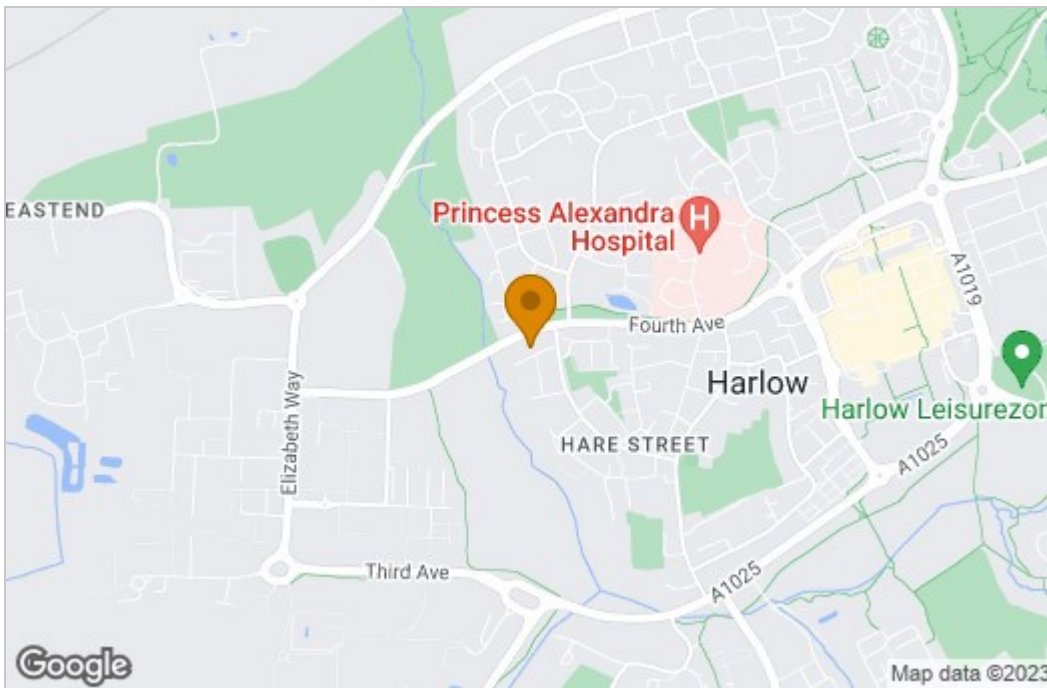 EASTEND
Princess Alexandra
Hospital
H
A1019
Fourth Ave
Harlow
Harlow Leisurezon
Elizabeth Way
HARE STREET
A1025
Third Ave
A1025
Google
Map data ©2023